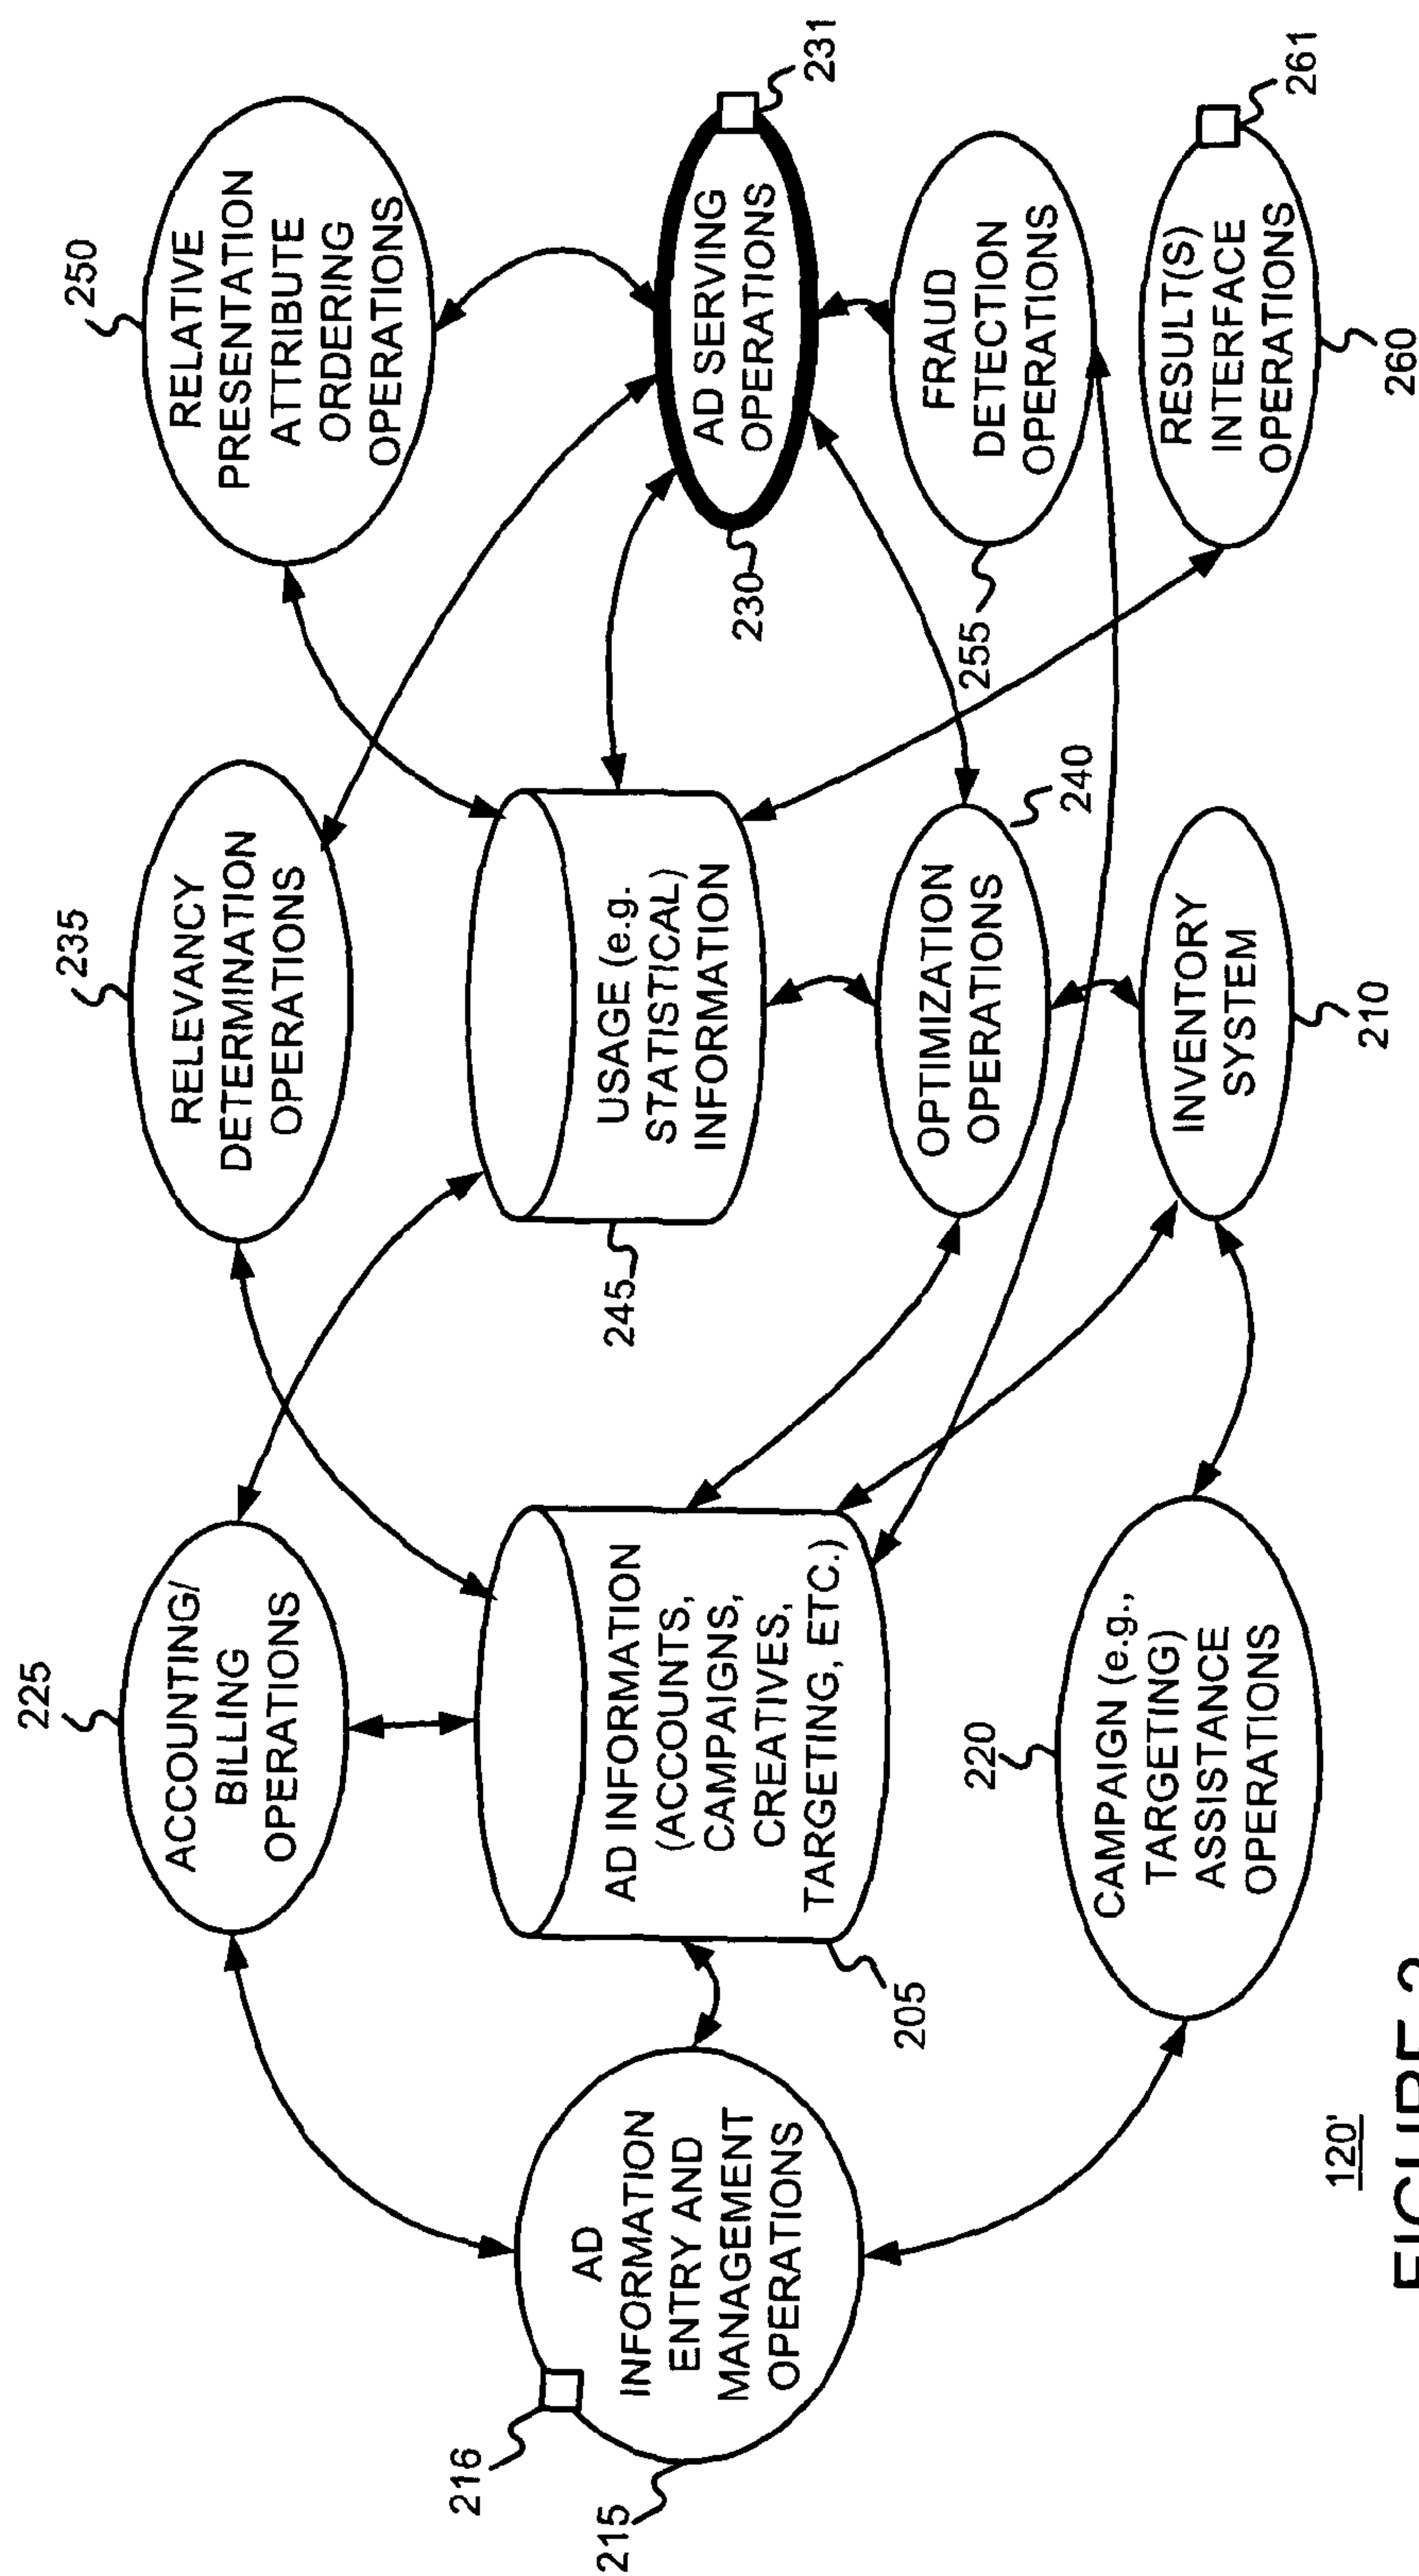 225
ACCOUNTING/
BILLING
OPERATIONS
235
RELEVANCY
DETERMINATION
OPERATIONS
250
RELATIVE
PRESENTATION
ATTRIBUTE
ORDERING
OPERATIONS
216
215
AD
INFORMATION
ENTRY AND
MANAGEMENT
OPERATIONS
AD INFORMATION
(ACCOUNTS,
CAMPAIGNS,
CREATIVES,
TARGETING, ETC.)
205
245
USAGE (e.g.
STATISTICAL)
INFORMATION
230
AD SERVING
OPERATIONS
231
240
OPTIMIZATION
OPERATIONS
255
FRAUD
DETECTION
OPERATIONS
220
CAMPAIGN (e.g.,
TARGETING)
ASSISTANCE
OPERATIONS
INVENTORY
SYSTEM
210
RESULT(S)
INTERFACE
OPERATIONS
260
261
120'
FIGURE 2